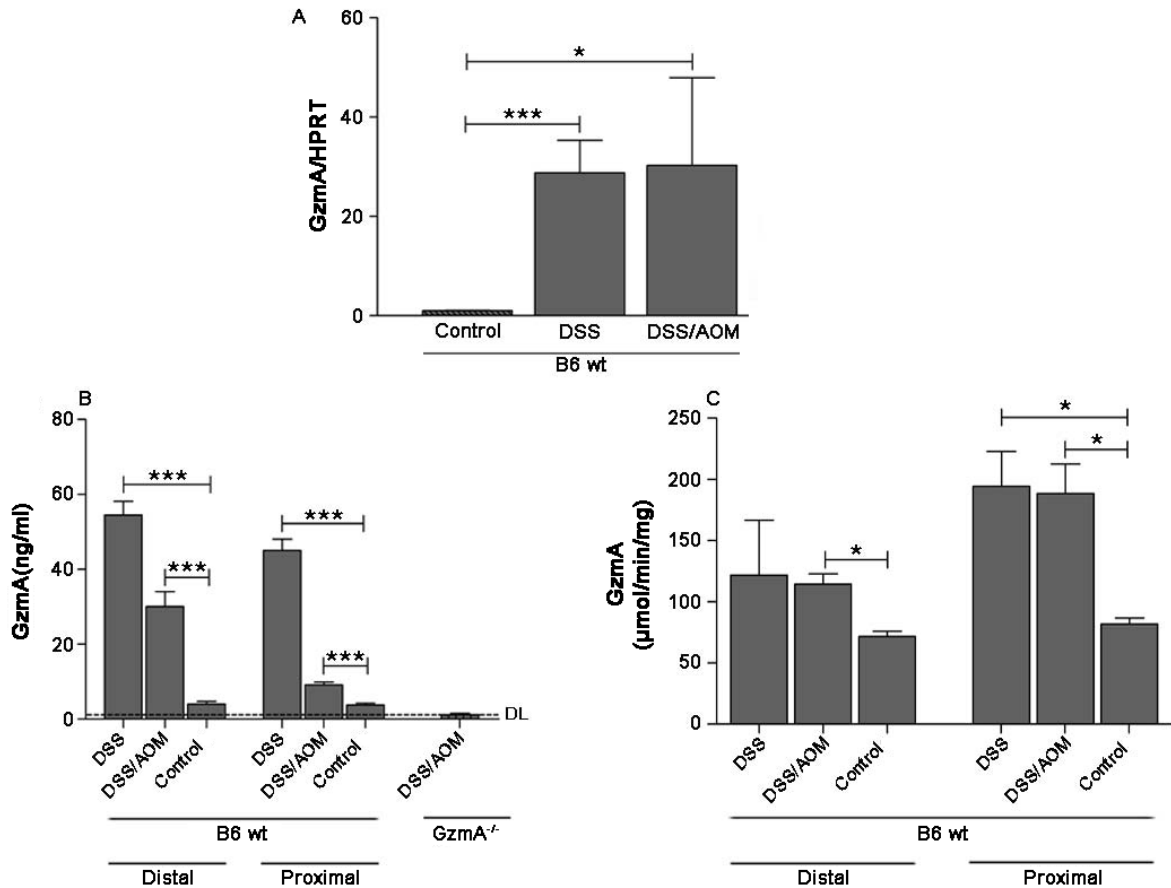 A
60
40
20
0
GzmA/HPRT
*
***
Control DSS DSS/AOM
B6 wt
B
80
60
40
20
0
GzmA(ng/ml)
***
***
***
***
DL
DSS DSS/AOM Control DSS DSS/AOM Control DSS/AOM
B6 wt GzmA-/-
Distal Proximal
C
250
200
150
100
50
0
GzmA
(µmol/min/mg)
*
*
*
DSS DSS/AOM Control DSS DSS/AOM Control
B6 wt
Distal Proximal